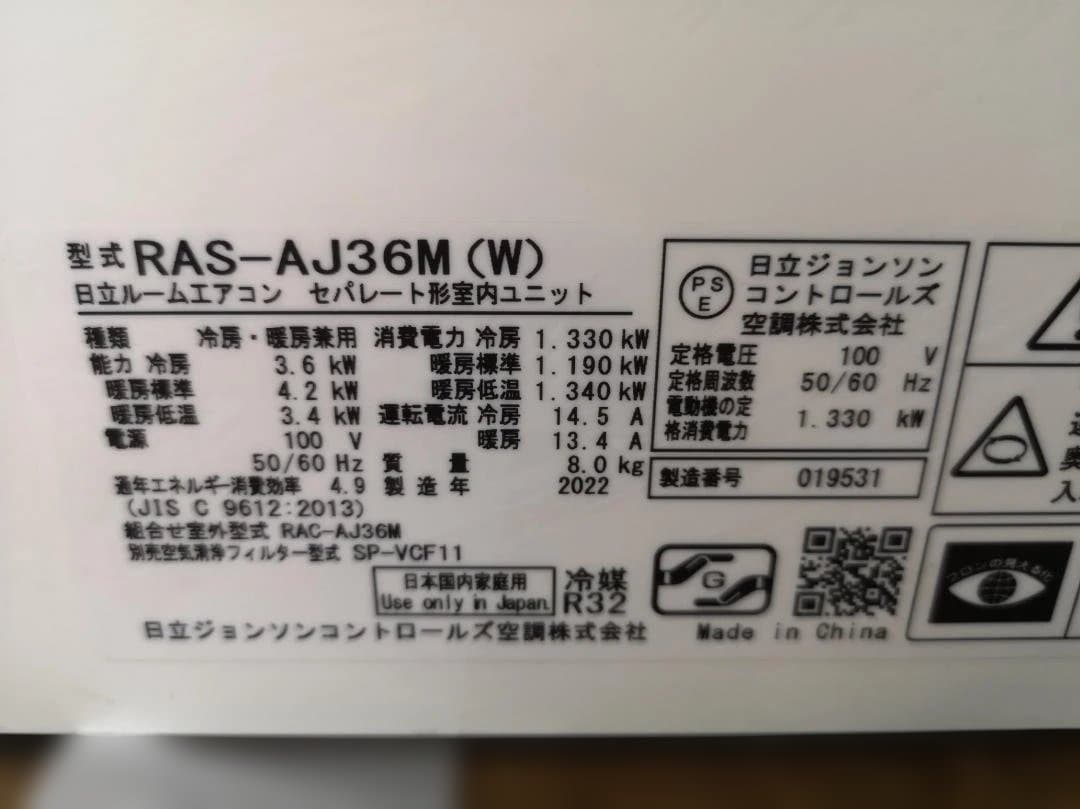 型式 RAS-AJ36M (W)
日立ルームエアコン セパレート形室内ユニット
種類 冷房・暖房兼用
能力 冷房 3.6 kW
暖房標準 4.2 kW
暖房低温 3.4 kW
電源 100 V
50/60 Hz
通年エネルギー消費効率 4.9
(JIS C 9612:2013)
消費電力 冷房 1.330 kW
暖房標準 1.190 kW
暖房低温 1.340 kW
運転電流 冷房 14.5 A
暖房 13.4 A
質量 8.0 kg
製造年 2022
組合せ室外型式 RAC-AJ36M
別売空気清浄フィルター型式 SP-VCF11
日本国内家庭用
Use only in Japan
冷媒
R32
日立ジョンソンコントロールズ空調株式会社
PS
E
日立ジョンソン
コントロールズ
空調株式会社
定格電圧 100 V
定格周波数 50/60 Hz
電動機の定
格消費電力 1.330 kW
製造番号 019531
G
Made in China
フロンの見える化
奥
入